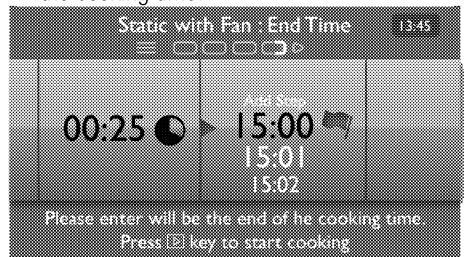 Static with Fan : End Time
13:45
Add Step
00:25
15:00
15:01
15:02
Please enter will be the end of he cooking time.
Press key to start cooking